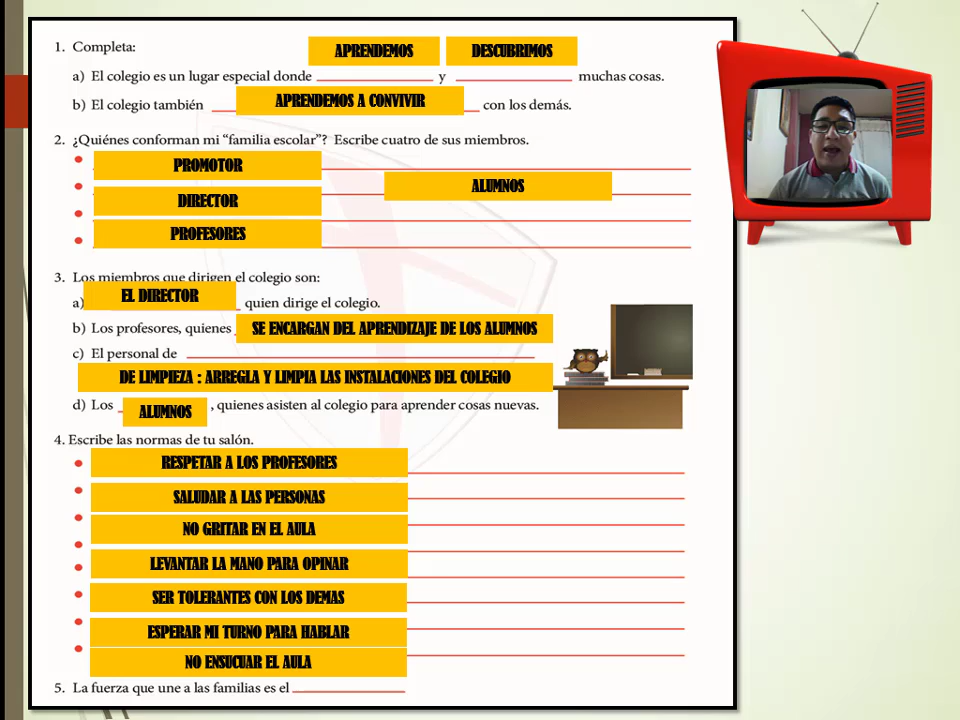 1. Completa:
APRENDEMOS DESCUBRIMOS
a) El colegio es un lugar especial donde y muchas cosas.
b) El colegio también APRENDEMOS A CONVIVIR con los demás.
2. ¿Quiénes conforman mi “familia escolar”? Escribe cuatro de sus miembros.
PROMOTOR
ALUMNOS
DIRECTOR
PROFESORES
3. Los miembros que dirigen el colegio son:
a) EL DIRECTOR quien dirige el colegio.
b) Los profesores, quienes SE ENCARGAN DEL APRENDIZAJE DE LOS ALUMNOS
c) El personal de
DE LIMPIEZA : ARREGLA Y LIMPIA LAS INSTALACIONES DEL COLEGIO
d) Los ALUMNOS , quienes asisten al colegio para aprender cosas nuevas.
4. Escribe las normas de tu salón.
RESPETAR A LOS PROFESORES
SALUDAR A LAS PERSONAS
NO GRITAR EN EL AULA
LEVANTAR LA MANO PARA OPINAR
SER TOLERANTES CON LOS DEMAS
ESPERAR MI TURNO PARA HABLAR
NO ENSUCUAR EL AULA
5. La fuerza que une a las familias es el